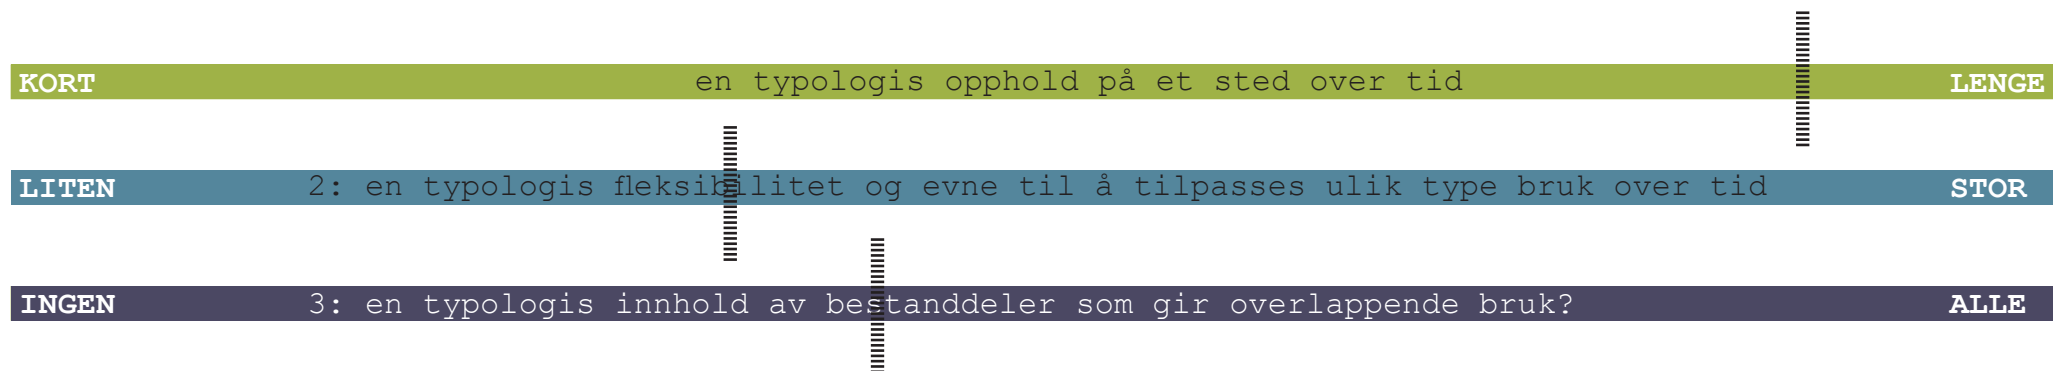 KORT en typologis opphold på et sted over tid LENGE
LITEN 2: en typologis fleksibilitet og evne til å tilpasses ulik type bruk over tid STOR
INGEN 3: en typologis innhold av bestanddeler som gir overlappende bruk? ALLE